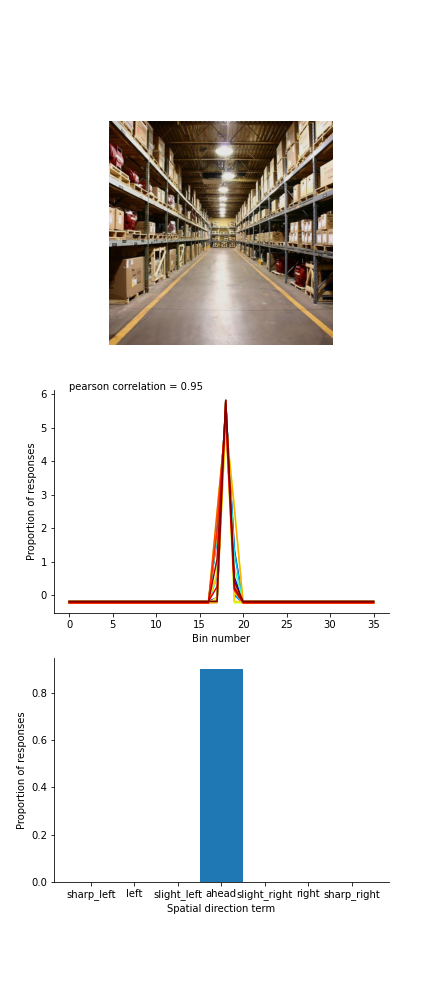 pearson correlation = 0.95
6
5
4
3
2
1
0
Proportion of responses
0 5 10 15 20 25 30 35
Bin number
0.8
0.6
0.4
0.2
0.0
Proportion of responses
sharp_left left slight_left ahead slight_right right sharp_right
Spatial direction term